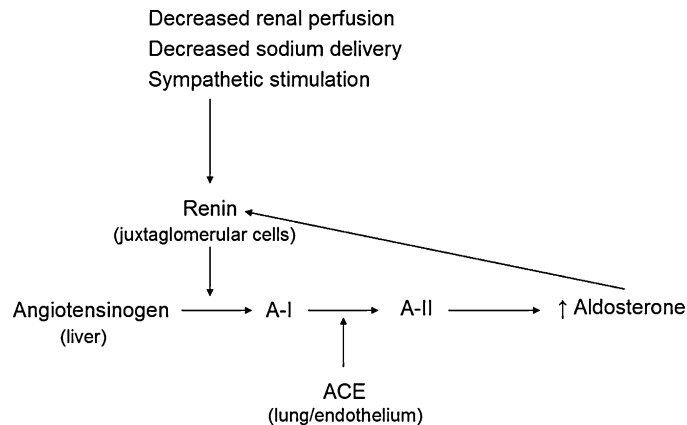 Decreased renal perfusion
Decreased sodium delivery
Sympathetic stimulation
Renin
(juxtaglomerular cells)
Angiotensinogen
(liver)
A-I
A-II
↑ Aldosterone
ACE
(lung/endothelium)